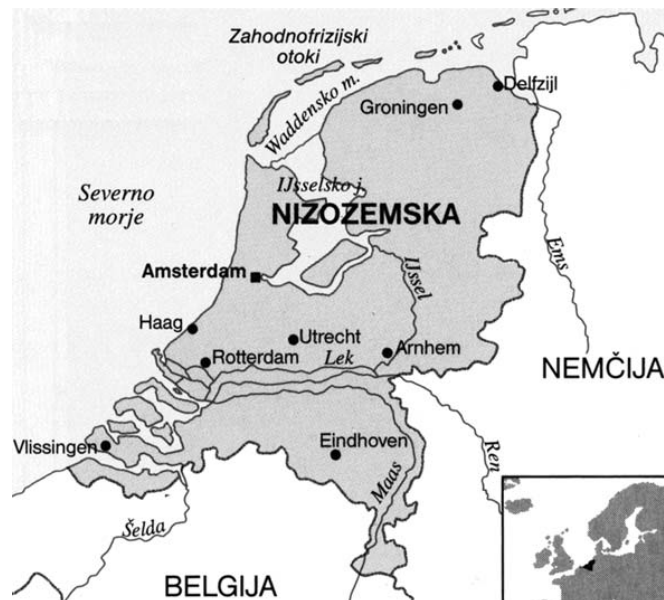 Zahodnofrizijski
otoki
Waddensko m.
Delfzijl
Groningen
Severno
morje
IJsselsko j.
NIZOZEMSKA
Amsterdam
IJssel
Ems
Haag
Utrecht
Rotterdam
Lek
Arnhem
NEMČIJA
Vlissingen
Eindhoven
Maas
Ren
Šelda
BELGIJA